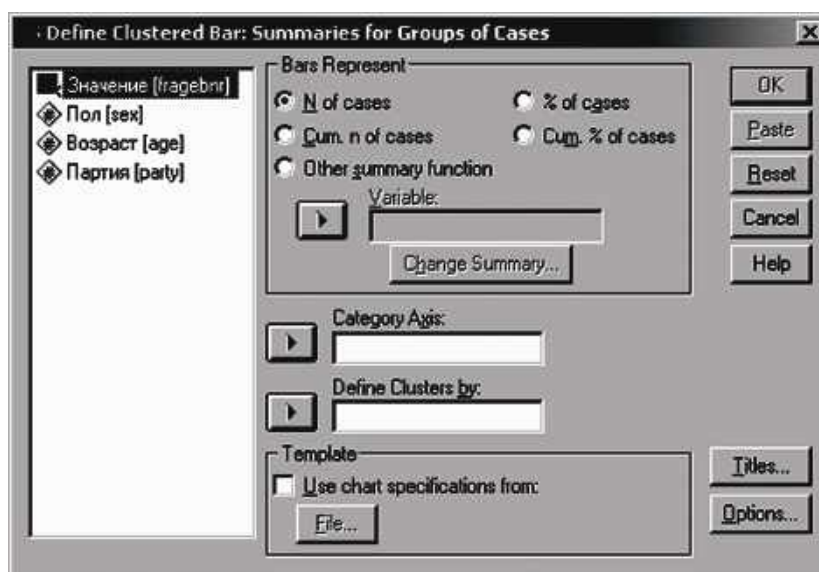 Define Clustered Bar: Summaries for Groups of Cases
Значение [fragebnr]
Пол [sex]
Возраст [age]
Партия [party]
Bars Represent
N of cases
% of cases
Cum. n of cases
Cum. % of cases
Other summary function
Variable:
Change Summary...
Category Axis:
Define Clusters by:
Template
Use chart specifications from:
File...
OK
Paste
Reset
Cancel
Help
Titles...
Options...